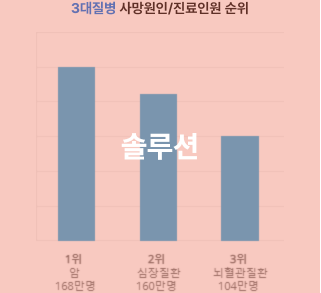 3대질병 사망원인/진료인원 순위
솔루션
1위 2위 3위
암 심장질환 뇌혈관질환
168만명 160만명 104만명